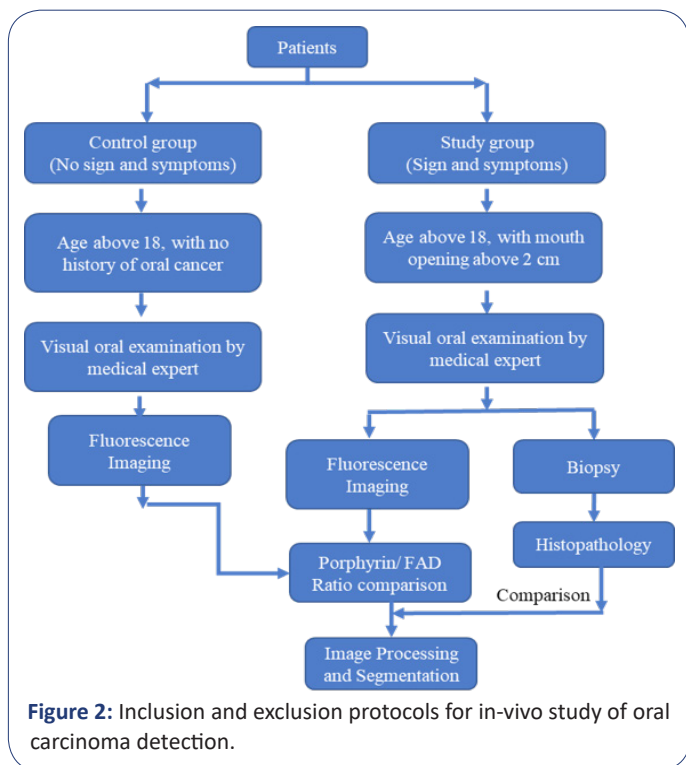 Patients
Control group
(No sign and symptoms)
Study group
(Sign and symptoms)
Age above 18, with no
history of oral cancer
Age above 18, with mouth
opening above 2 cm
Visual oral examination by
medical expert
Visual oral examination by
medical expert
Fluorescence
Imaging
Fluorescence
Imaging
Biopsy
Histopathology
Porphyrin/ FAD
Ratio comparison
Comparison
Image Processing
and Segmentation
Figure 2: Inclusion and exclusion protocols for in-vivo study of oral
carcinoma detection.